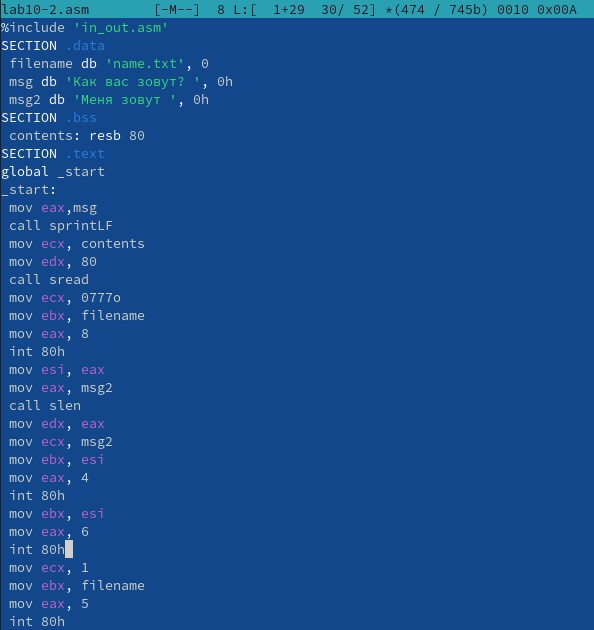 lab10-2.asm [-M--] 8 L:[ 1+29 30/ 52] *(474 / 745b) 0010 0x00A
%include 'in_out.asm'
SECTION .data
filename db 'name.txt', 0
msg db 'Как вас зовут? ', 0h
msg2 db 'Меня зовут ', 0h
SECTION .bss
contents: resb 80
SECTION .text
global _start
_start:
mov eax,msg
call sprintLF
mov ecx, contents
mov edx, 80
call sread
mov ecx, 0777o
mov ebx, filename
mov eax, 8
int 80h
mov esi, eax
mov eax, msg2
call slen
mov edx, eax
mov ecx, msg2
mov ebx, esi
mov eax, 4
int 80h
mov ebx, esi
mov eax, 6
int 80h
mov ecx, 1
mov ebx, filename
mov eax, 5
int 80h